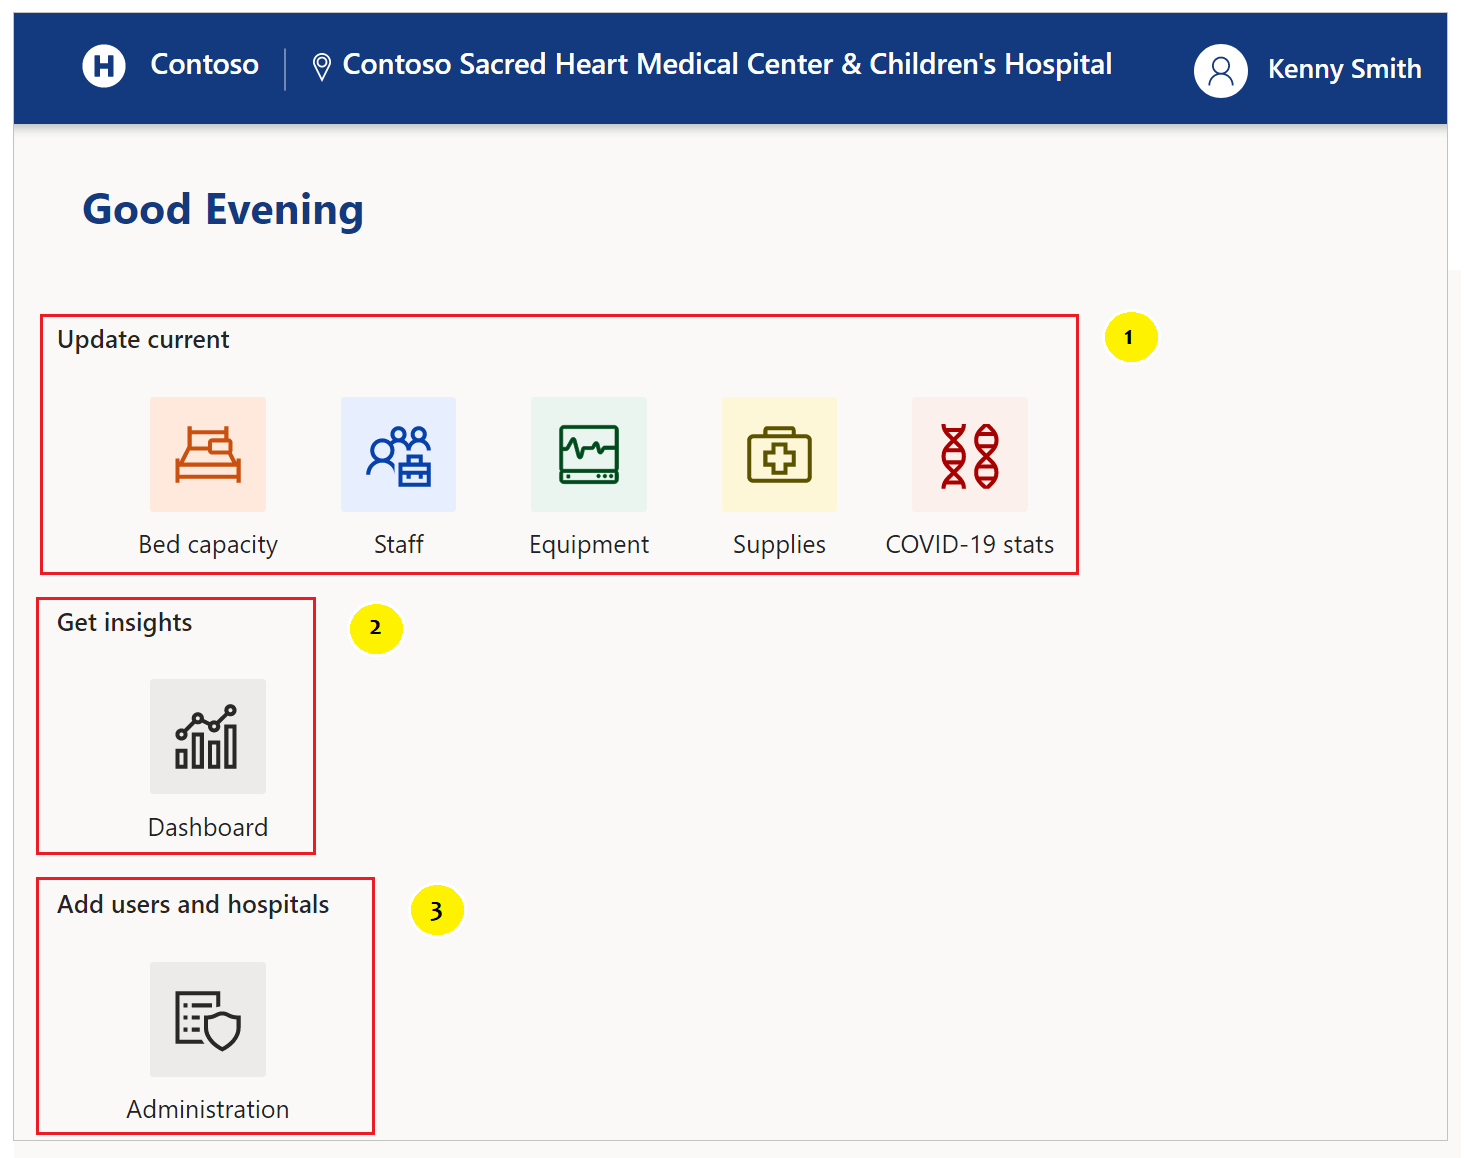 H Contoso Contoso Sacred Heart Medical Center & Children's Hospital Kenny Smith
Good Evening
Update current 1
Bed capacity Staff Equipment Supplies COVID-19 stats
Get insights 2
Dashboard
Add users and hospitals 3
Administration